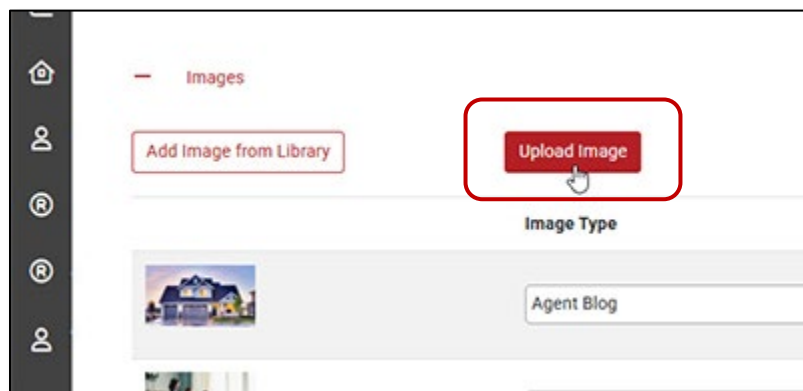 Images
Add Image from Library
Upload Image
Image Type
Agent Blog
®
®